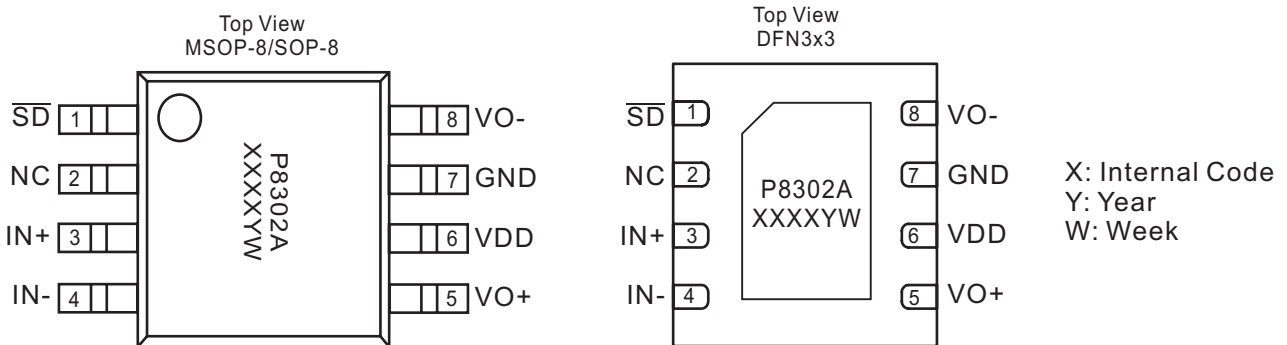 Top View
MSOP-8/SOP-8
SD 1
NC 2
IN+ 3
IN- 4
P8302A
XXXXYW
8 VO-
7 GND
6 VDD
5 VO+
Top View
DFN3x3
SD 1
NC 2
IN+ 3
IN- 4
P8302A
XXXXYW
8 VO-
7 GND
6 VDD
5 VO+
X: Internal Code
Y: Year
W: Week